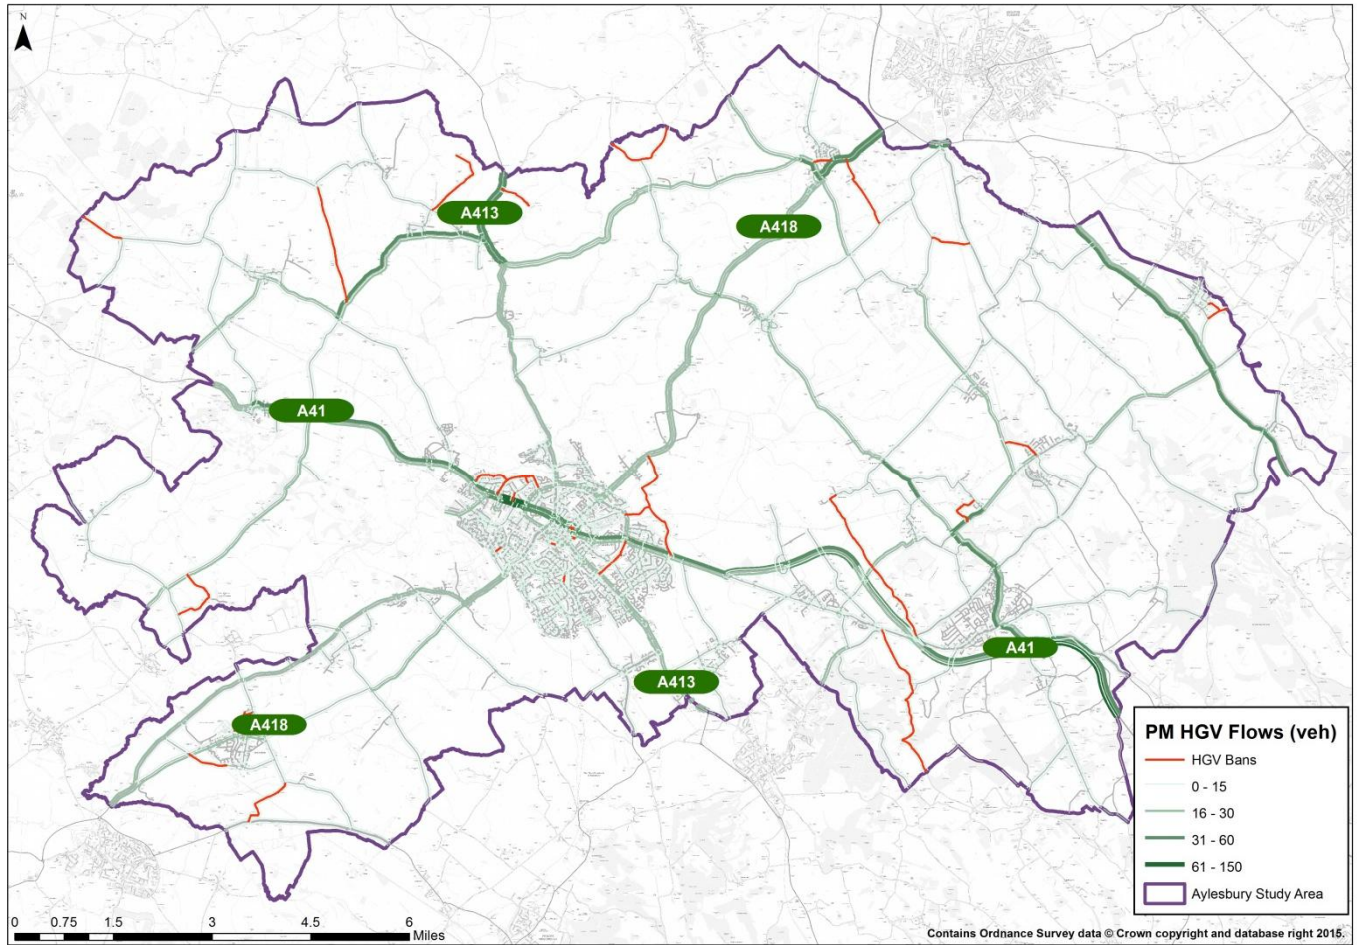 N
A413
A418
A41
A41
A413
A418
PM HGV Flows (veh)
HGV Bans
0 - 15
16 - 30
31 - 60
61 - 150
Aylesbury Study Area
0 0.75 1.5 3 4.5 6
Miles
Contains Ordnance Survey data © Crown copyright and database right 2015.